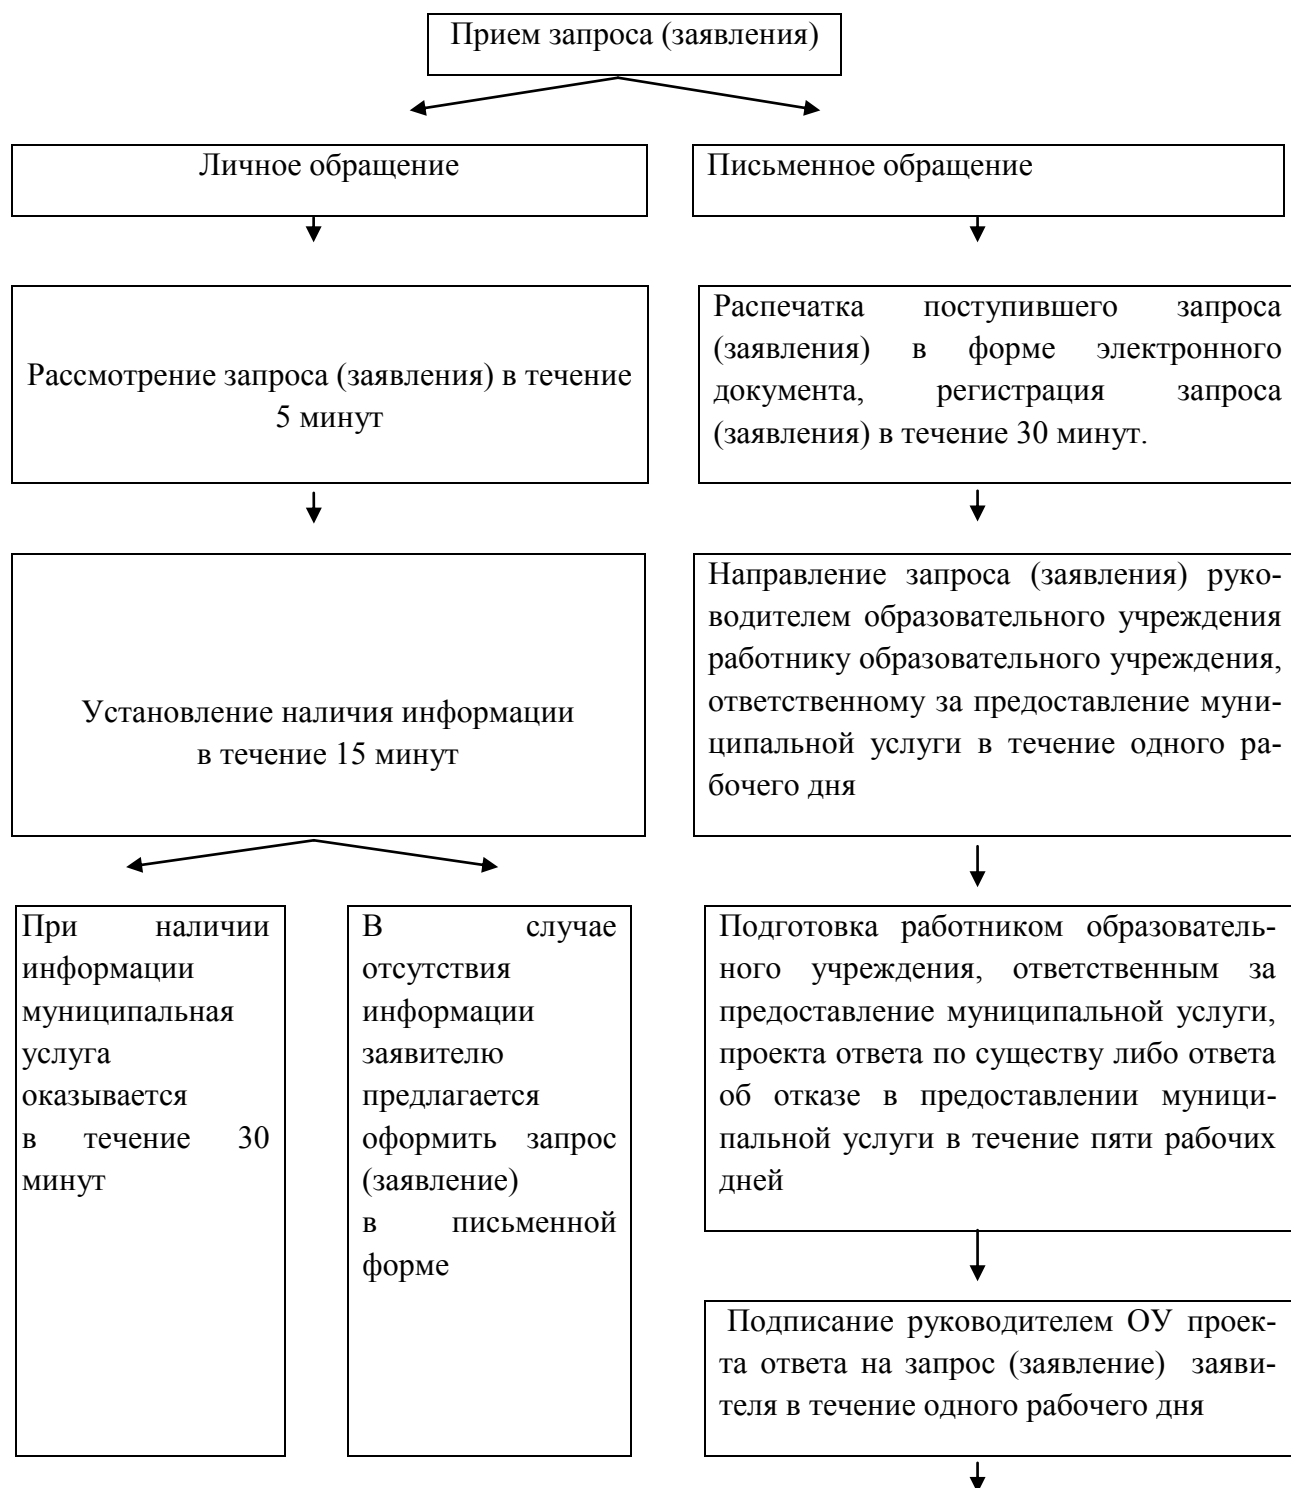 Прием запроса (заявления)
Личное обращение
Письменное обращение
Рассмотрение запроса (заявления) в течение
5 минут
Распечатка поступившего запроса
(заявления) в форме электронного
документа, регистрация запроса
(заявления) в течение 30 минут.
Установление наличия информации
в течение 15 минут
Направление запроса (заявления) руко-
водителем образовательного учреждения
работнику образовательного учреждения,
ответственному за предоставление муни-
ципальной услуги в течение одного ра-
бочего дня
При наличии
информации
муниципальная
услуга
оказывается
в течение 30
минут
В случае
отсутствия
информации
заявителю
предлагается
оформить запрос
(заявление)
в письменной
форме
Подготовка работником образователь-
ного учреждения, ответственным за
предоставление муниципальной услуги,
проекта ответа по существу либо ответа
об отказе в предоставлении муници-
пальной услуги в течение пяти рабочих
дней
Подписание руководителем ОУ проек-
та ответа на запрос (заявление) заяви-
теля в течение одного рабочего дня